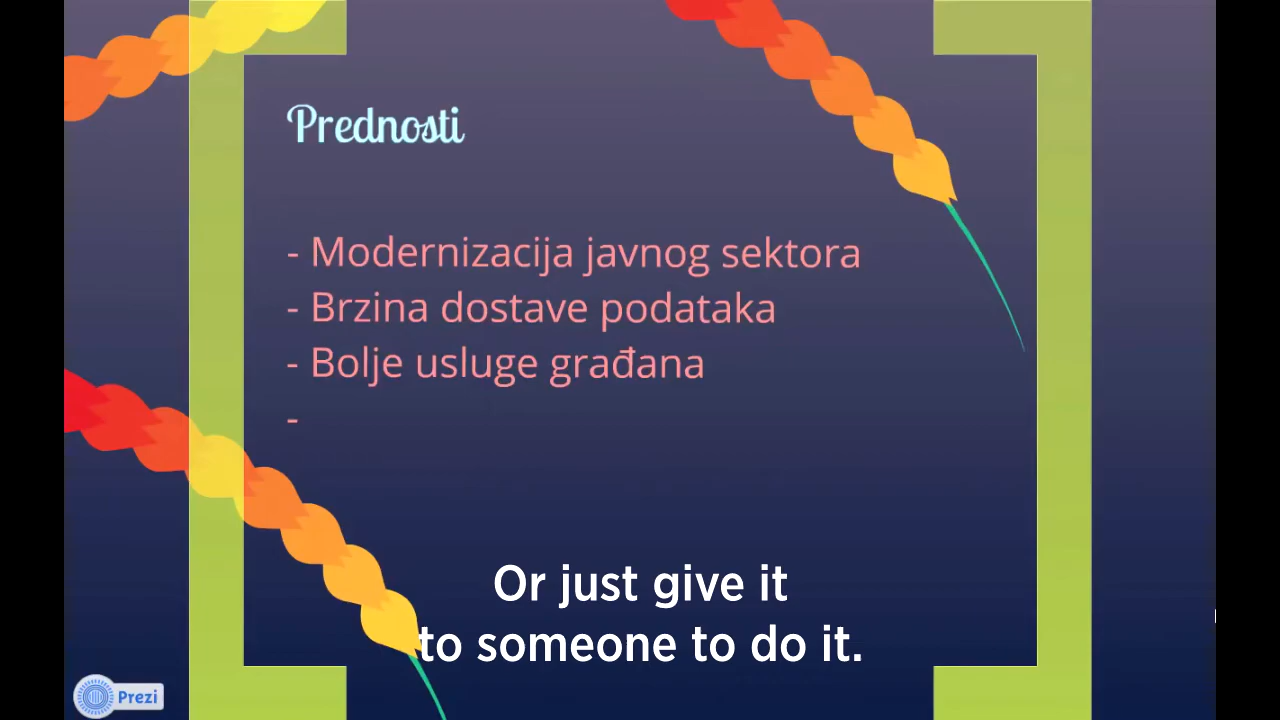 Prednosti
- Modernizacija javnog sektora
- Brzina dostave podataka
- Bolje usluge građana
-
Or just give it
to someone to do it.
Prezi